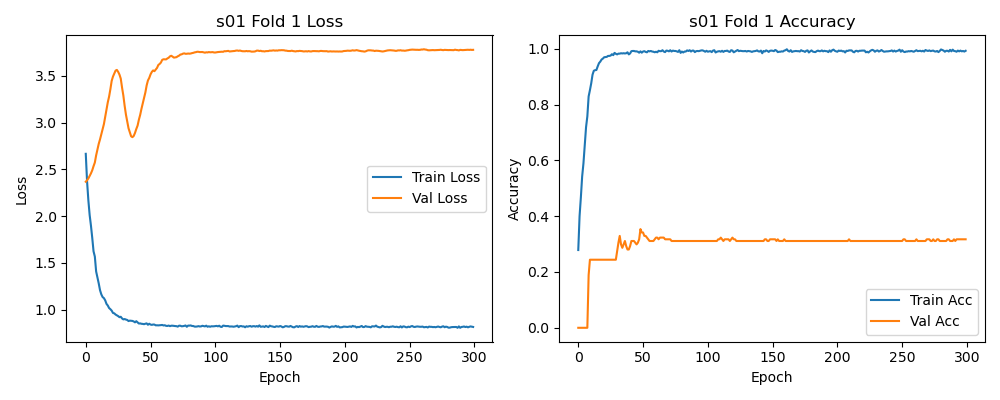 s01 Fold 1 Loss
3.5
3.0
2.5
2.0
1.5
1.0
Loss
0 50 100 150 200 250 300
Epoch
Train Loss
Val Loss
s01 Fold 1 Accuracy
1.0
0.8
0.6
0.4
0.2
0.0
Accuracy
0 50 100 150 200 250 300
Epoch
Train Acc
Val Acc